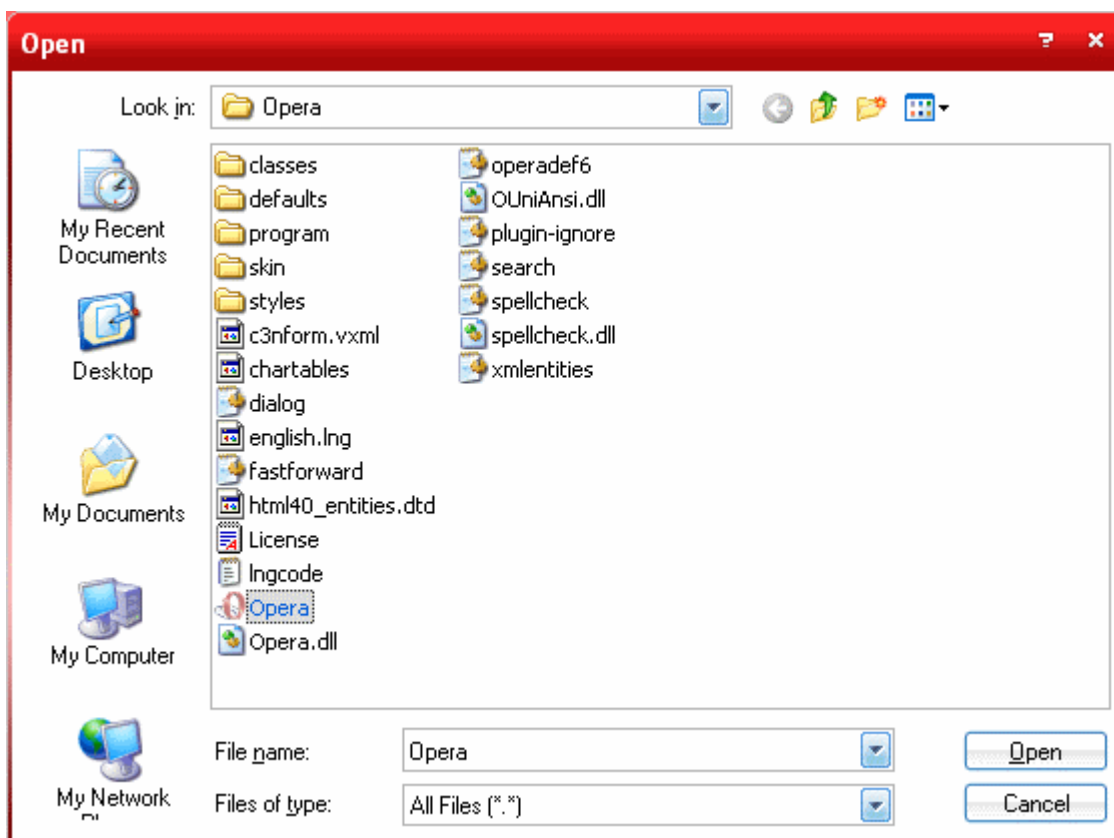 Open
Look in:
Opera
My Recent
Documents
Desktop
My Documents
My Computer
My Network
classes
defaults
program
skin
styles
c3nform.vxml
chartables
dialog
english.lng
fastforward
html40_entities.dtd
License
lngcode
Opera
Opera.dll
operadef6
OUniAnsi.dll
plugin-ignore
search
spellcheck
spellcheck.dll
xmlentities
File name:
Opera
Open
Files of type:
All Files (*.*)
Cancel